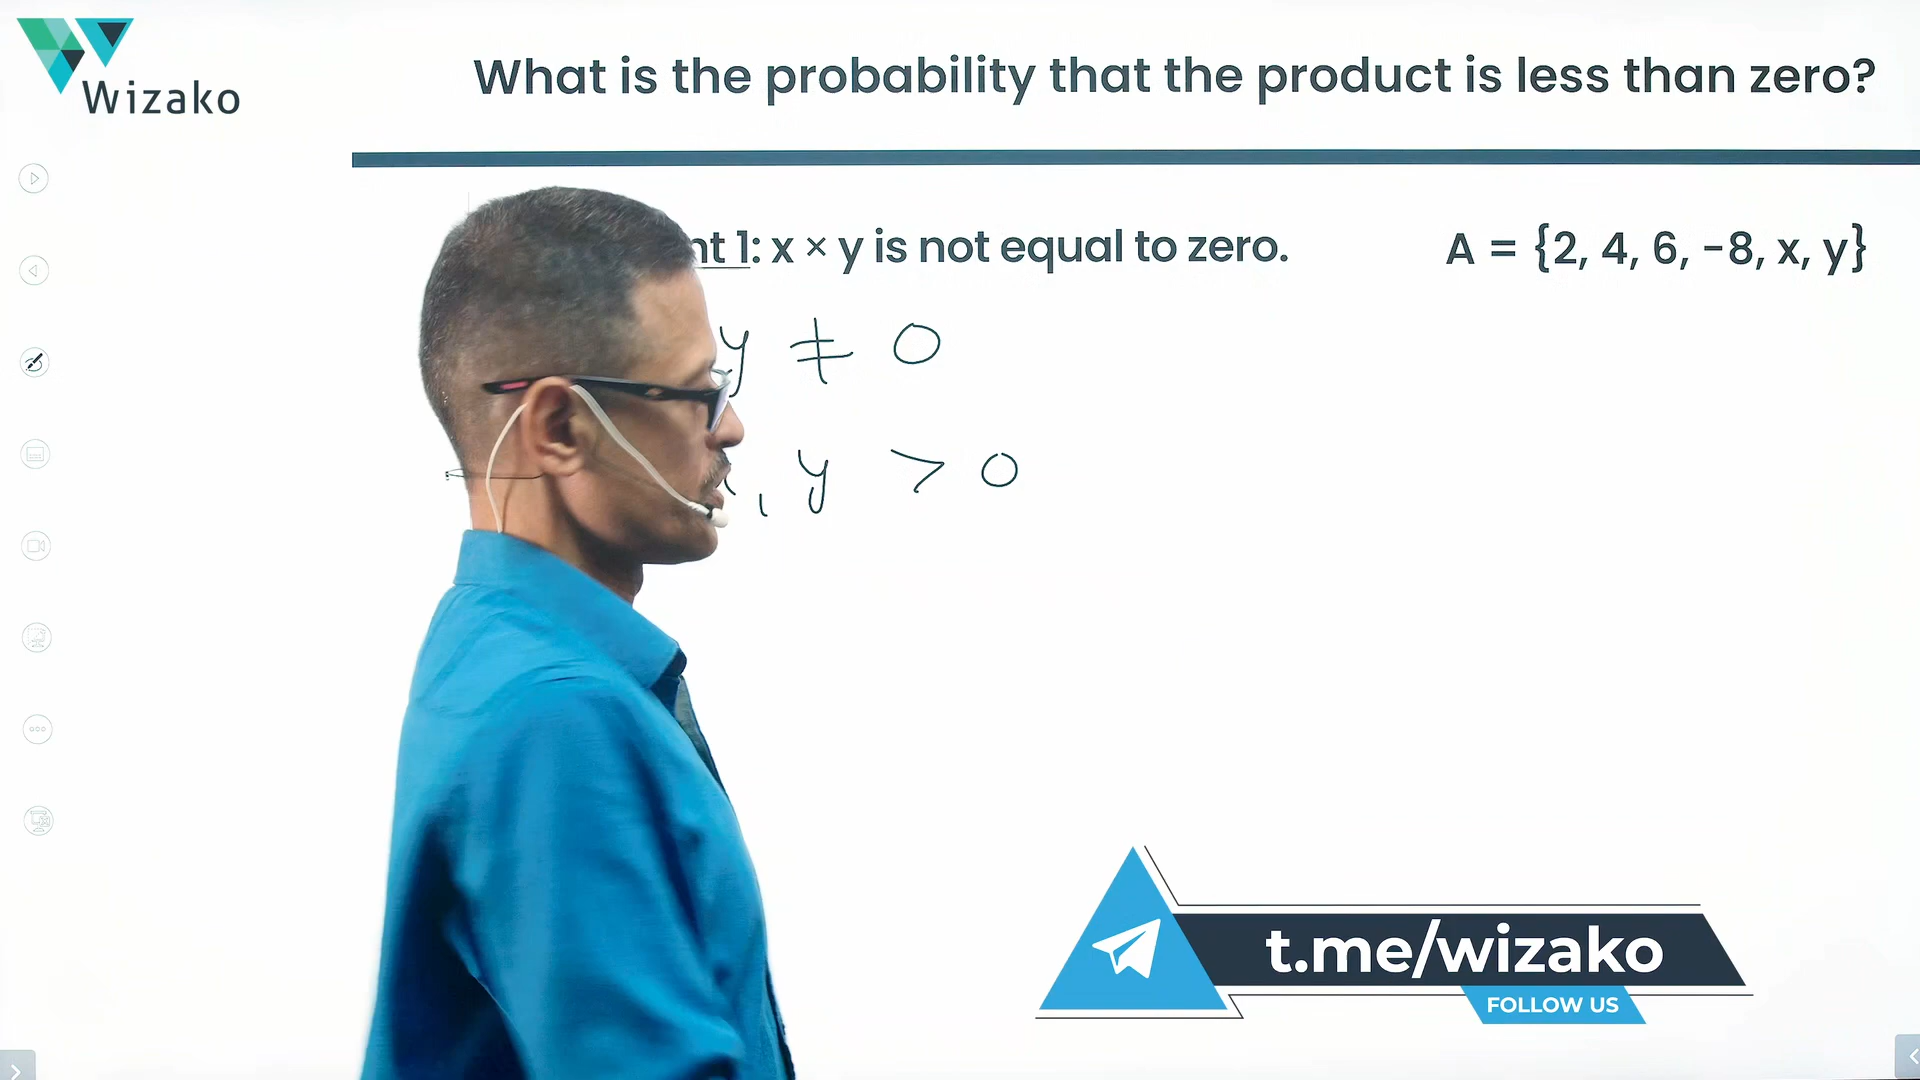 Wizako
What is the probability that the product is less than zero?
1: x × y is not equal to zero.
A = {2, 4, 6, -8, x, y}
y ≠ 0
, y > 0
t.me/wizako
FOLLOW US